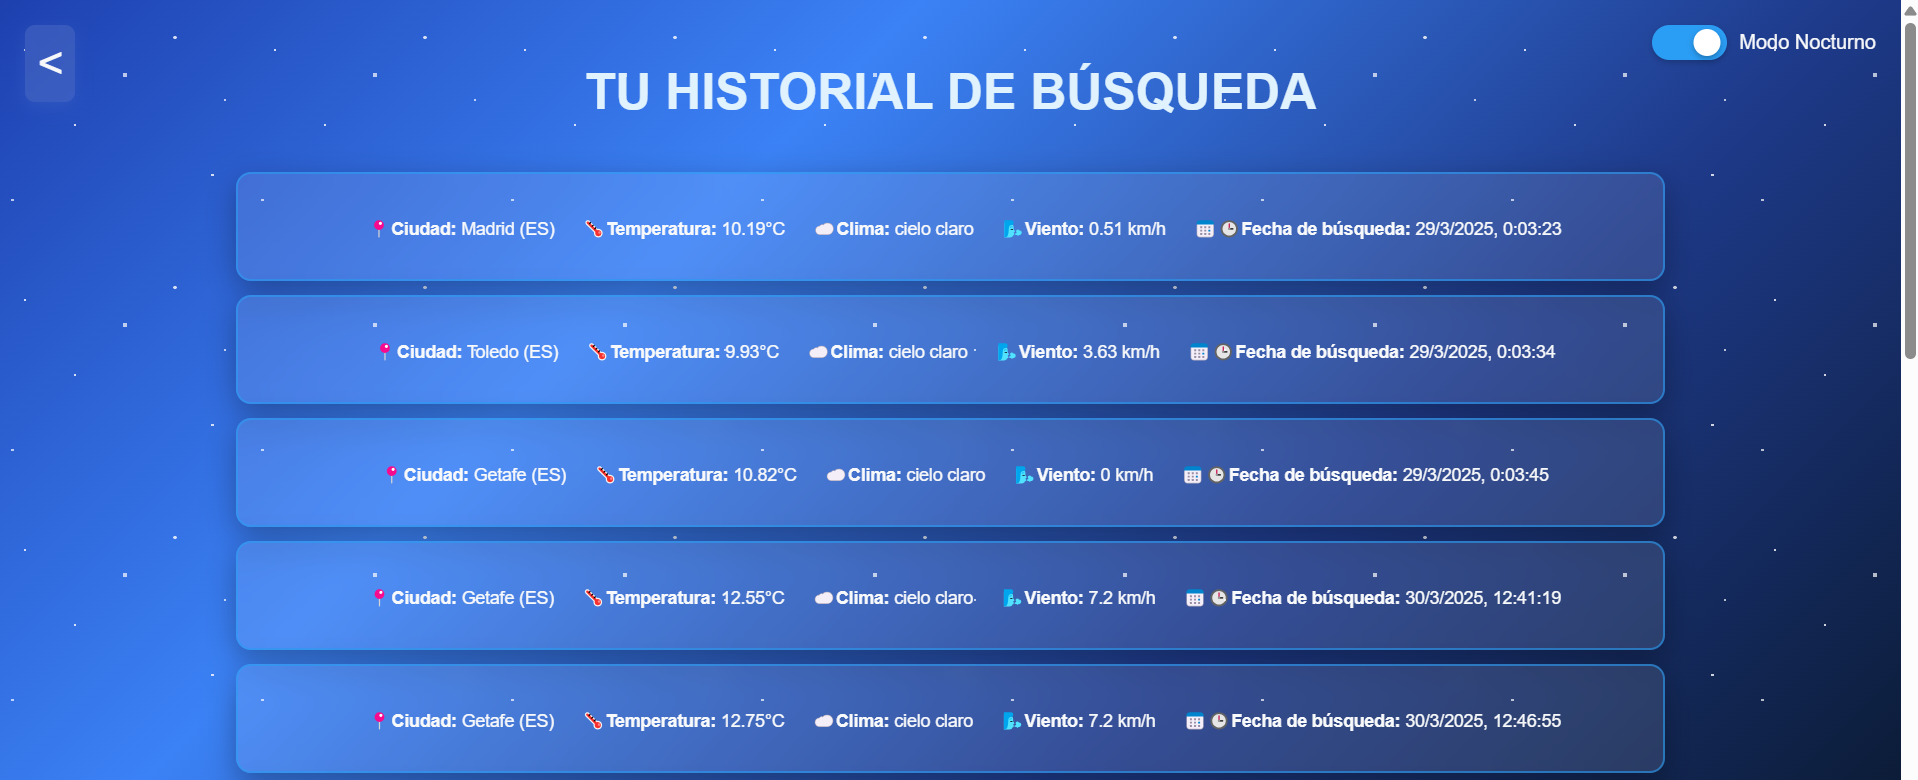 <
Modo Nocturno
TU HISTORIAL DE BÚSQUEDA
Ciudad: Madrid (ES) Temperatura: 10.19°C Clima: cielo claro Viento: 0.51 km/h Fecha de búsqueda: 29/3/2025, 0:03:23
Ciudad: Toledo (ES) Temperatura: 9.93°C Clima: cielo claro Viento: 3.63 km/h Fecha de búsqueda: 29/3/2025, 0:03:34
Ciudad: Getafe (ES) Temperatura: 10.82°C Clima: cielo claro Viento: 0 km/h Fecha de búsqueda: 29/3/2025, 0:03:45
Ciudad: Getafe (ES) Temperatura: 12.55°C Clima: cielo claro Viento: 7.2 km/h Fecha de búsqueda: 30/3/2025, 12:41:19
Ciudad: Getafe (ES) Temperatura: 12.75°C Clima: cielo claro Viento: 7.2 km/h Fecha de búsqueda: 30/3/2025, 12:46:55